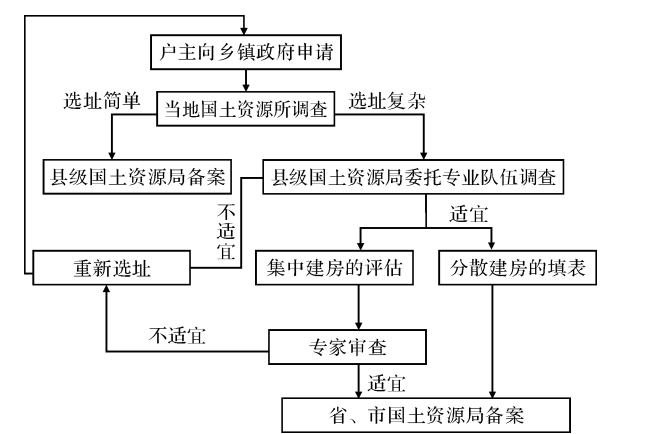 户主向乡镇政府申请
选址简单
当地国土资源所调查
选址复杂
县级国土资源局备案
县级国土资源局委托专业队伍调查
不适宜
适宜
重新选址
集中建房的评估
分散建房的填表
不适宜
专家审查
适宜
省、市国土资源局备案